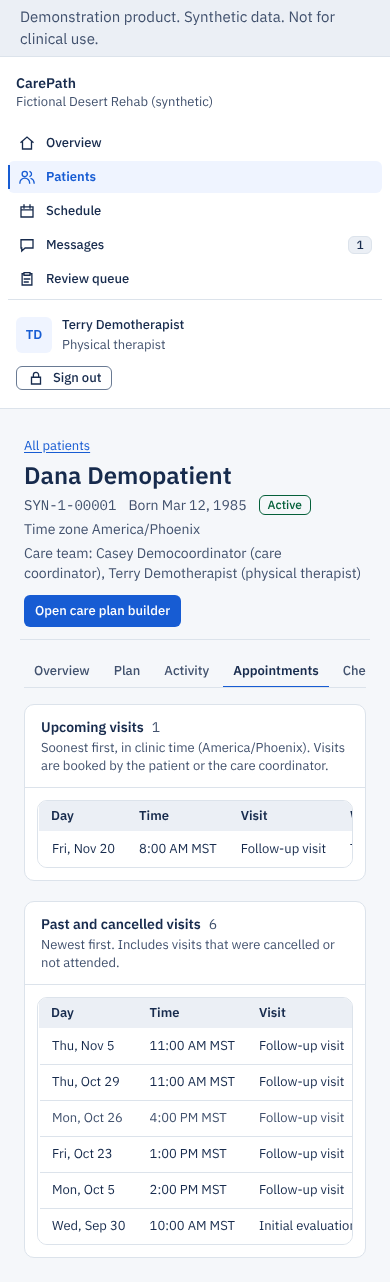 Demonstration product. Synthetic data. Not for
clinical use.
CarePath
Fictional Desert Rehab (synthetic)
Overview
Patients
Schedule
Messages 1
Review queue
TD
Terry Demotherapist
Physical therapist
Sign out
All patients
Dana Demopatient
SYN-1-00001 Born Mar 12, 1985 Active
Time zone America/Phoenix
Care team: Casey Democoordinator (care
coordinator), Terry Demotherapist (physical therapist)
Open care plan builder
Overview Plan Activity Appointments Che
Upcoming visits 1
Soonest first, in clinic time (America/Phoenix). Visits
are booked by the patient or the care coordinator.
Day Time Visit
Fri, Nov 20 8:00 AM MST Follow-up visit
Past and cancelled visits 6
Newest first. Includes visits that were cancelled or
not attended.
Day Time Visit
Thu, Nov 5 11:00 AM MST Follow-up visit
Thu, Oct 29 11:00 AM MST Follow-up visit
Mon, Oct 26 4:00 PM MST Follow-up visit
Fri, Oct 23 1:00 PM MST Follow-up visit
Mon, Oct 5 2:00 PM MST Follow-up visit
Wed, Sep 30 10:00 AM MST Initial evaluation